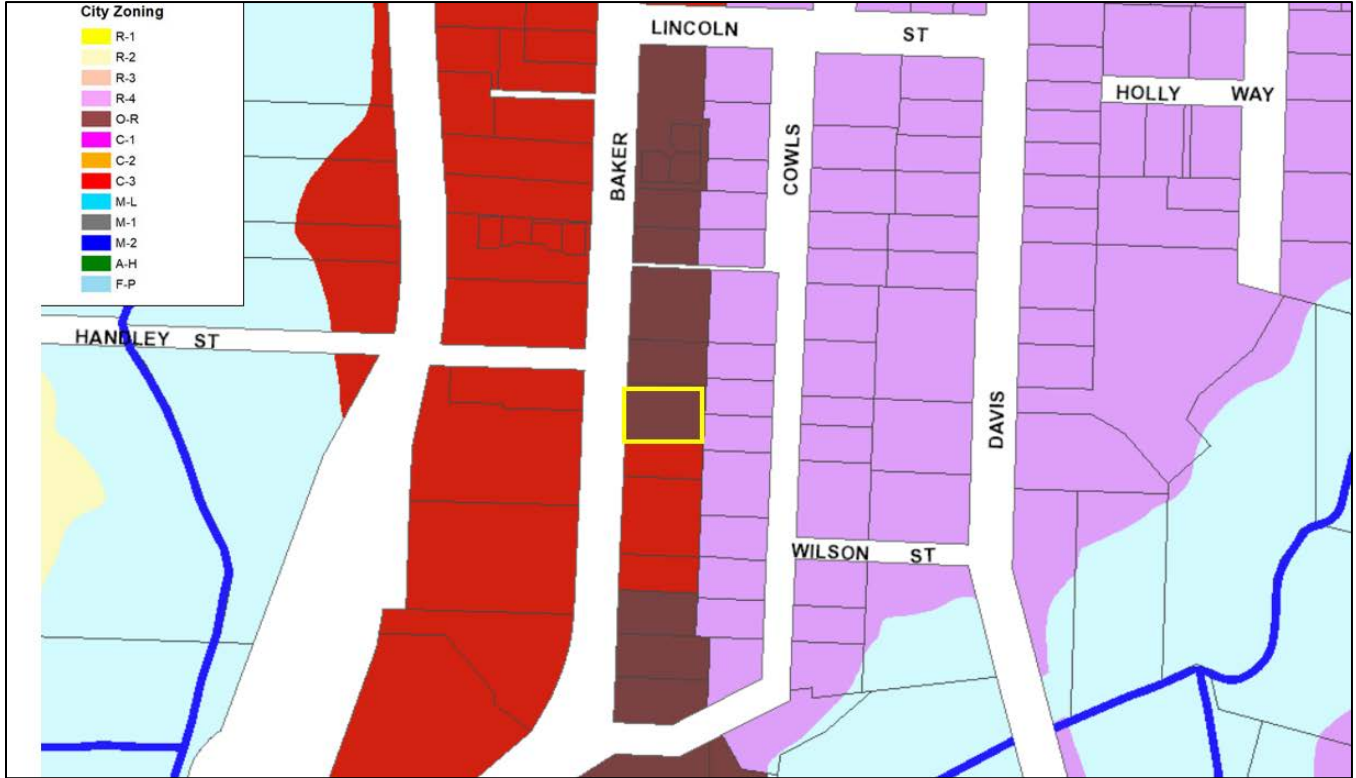 City Zoning
R-1
R-2
R-3
R-4
O-R
C-1
C-2
C-3
M-L
M-1
M-2
A-H
F-P
LINCOLN ST
HOLLY WAY
BAKER
COWLS
HANDLEY ST
DAVIS
WILSON ST